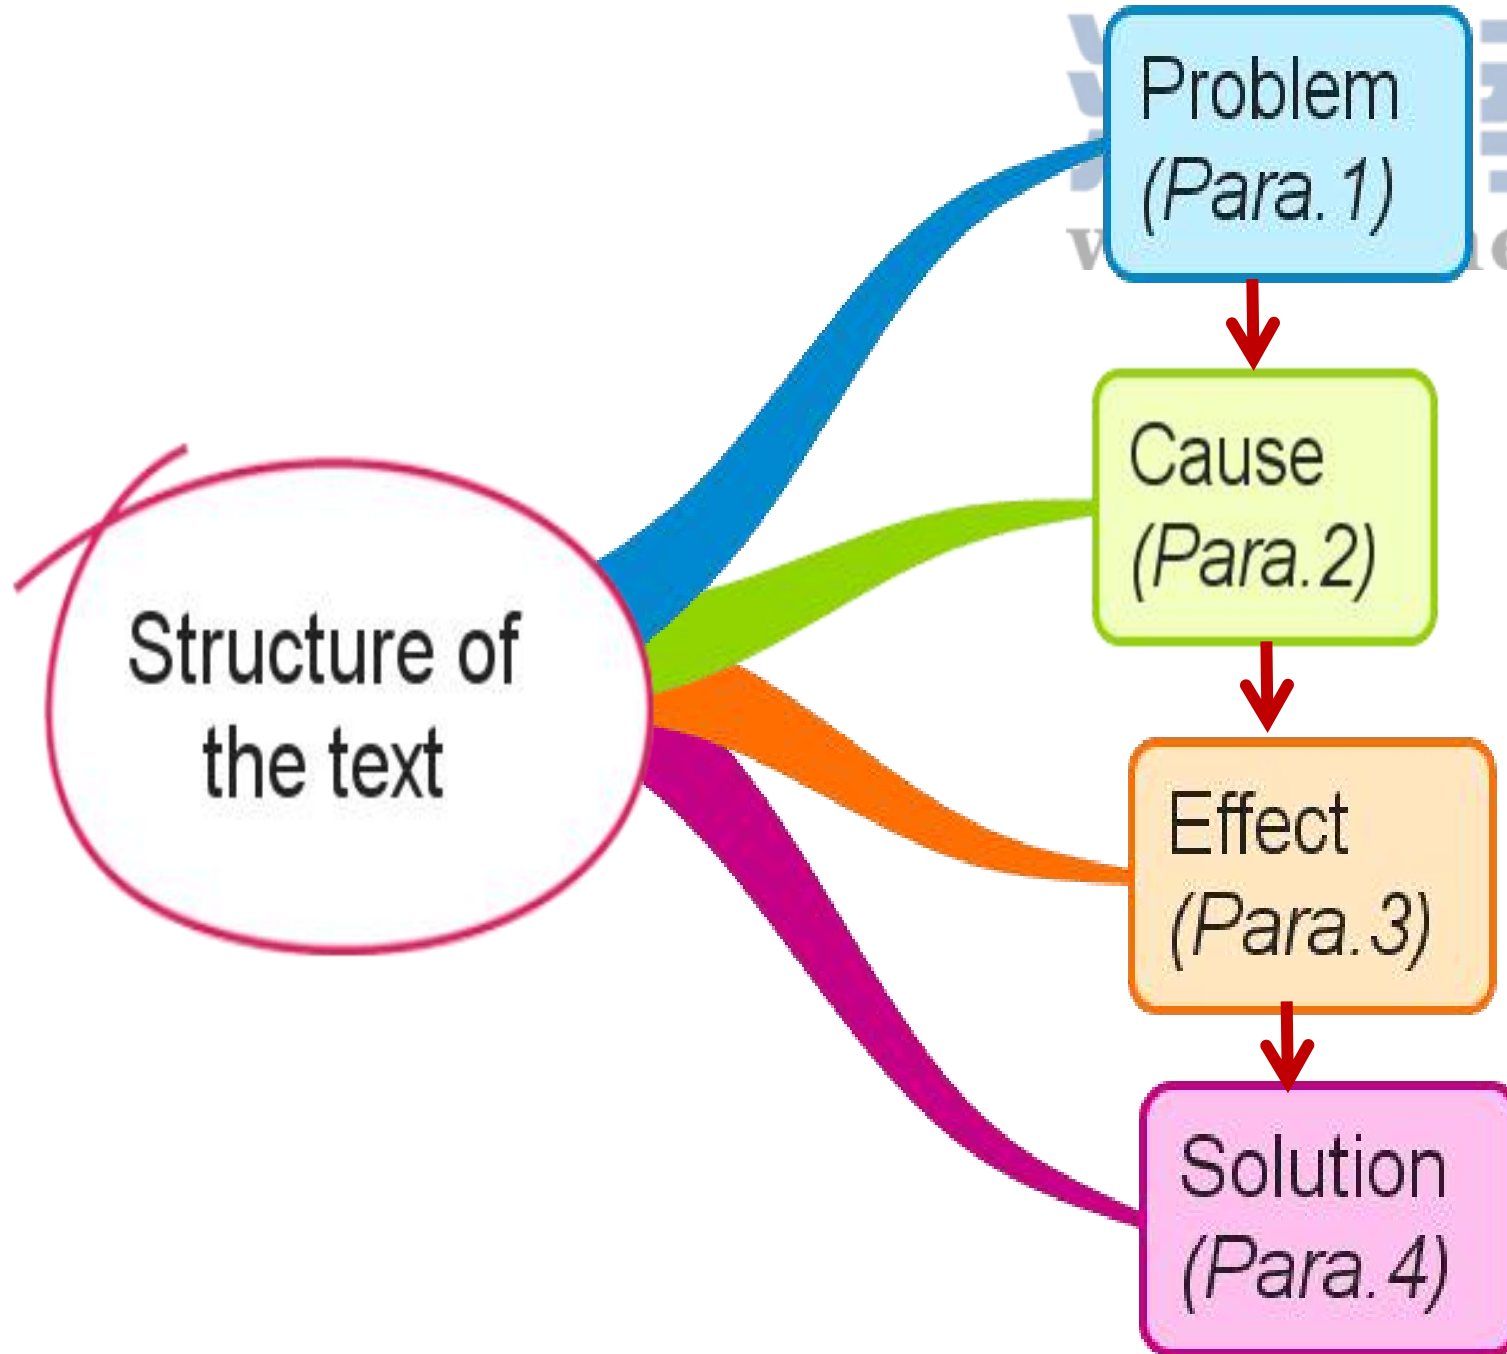 Problem
(Para.1)
Cause
(Para.2)
Structure of
the text
Effect
(Para.3)
Solution
(Para.4)